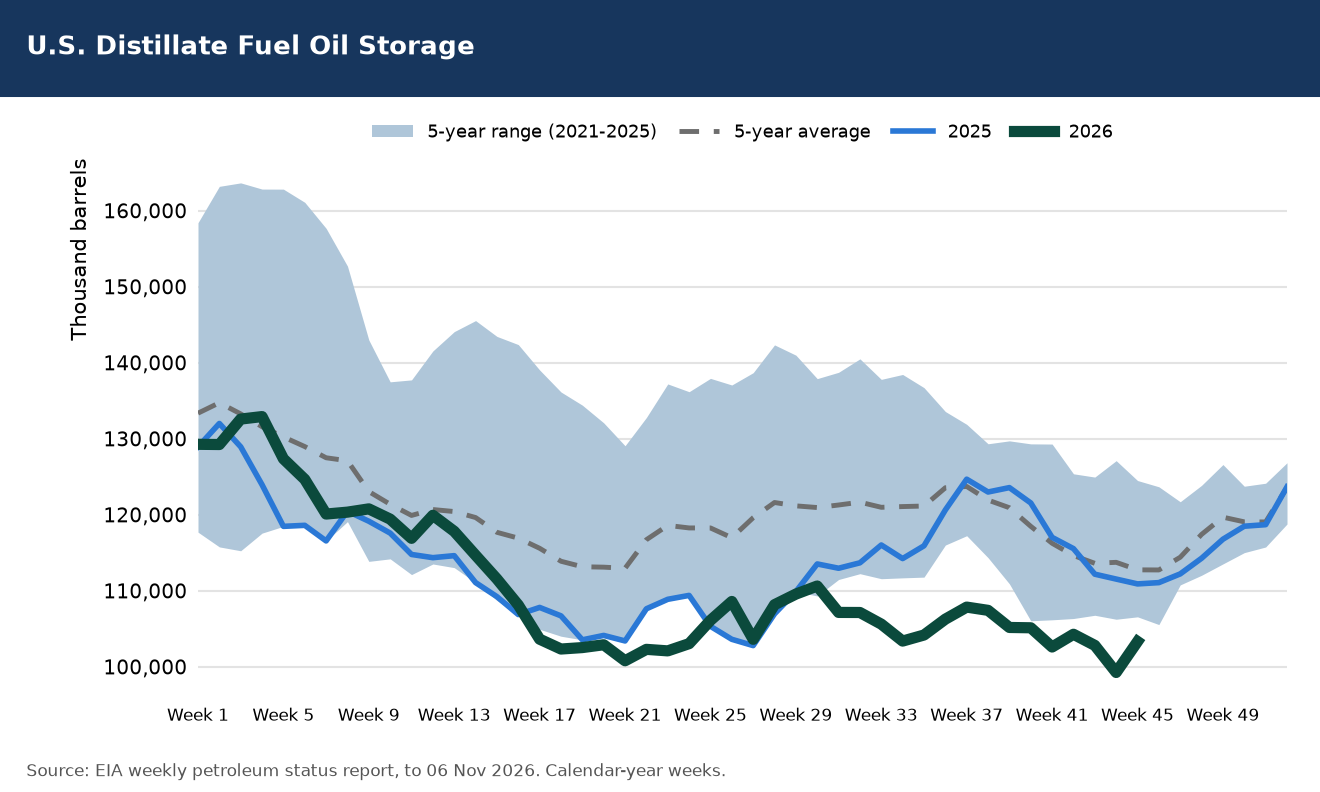 U.S. Distillate Fuel Oil Storage
5-year range (2021-2025) 5-year average 2025 2026
Thousand barrels
160,000
150,000
140,000
130,000
120,000
110,000
100,000
Week 1 Week 5 Week 9 Week 13 Week 17 Week 21 Week 25 Week 29 Week 33 Week 37 Week 41 Week 45 Week 49
Source: EIA weekly petroleum status report, to 06 Nov 2026. Calendar-year weeks.